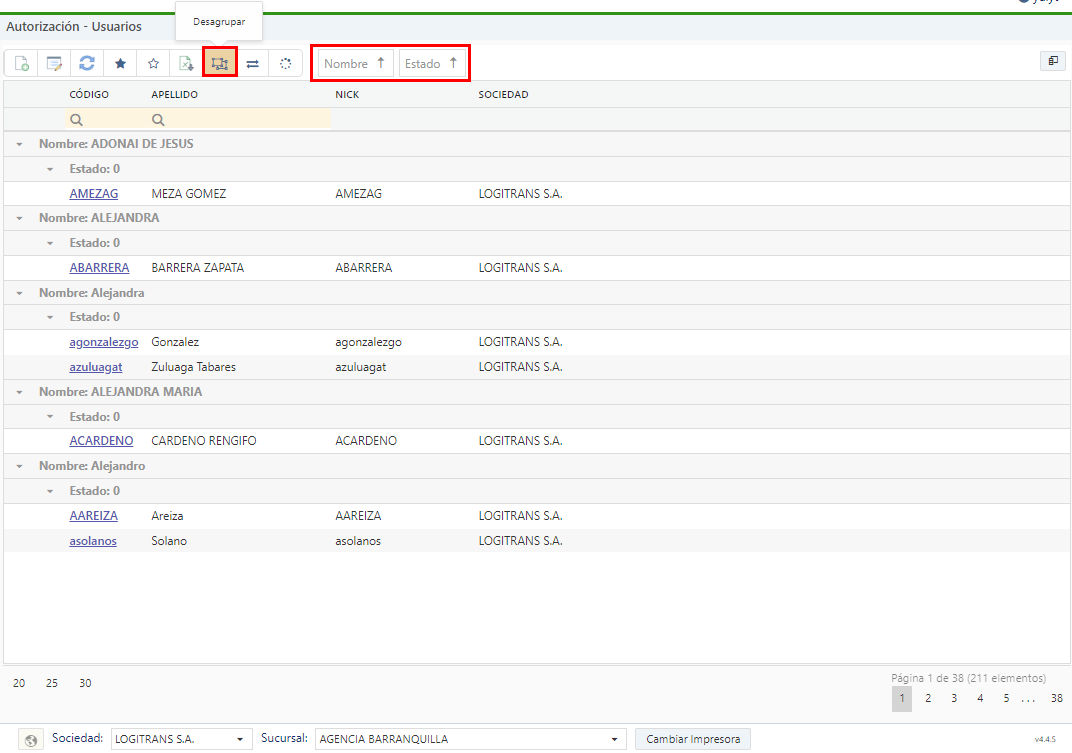 Autorización - Usuarios
Desagrupar
Nombre ↑ Estado ↑
CÓDIGO APELLIDO NICK SOCIEDAD
Nombre: ADONAI DE JESUS
Estado: 0
AMEZAG MEZA GOMEZ AMEZAG LOGITRANS S.A.
Nombre: ALEJANDRA
Estado: 0
ABARRERA BARRERA ZAPATA ABARRERA LOGITRANS S.A.
Nombre: Alejandra
Estado: 0
agonzalezgo Gonzalez agonzalezgo LOGITRANS S.A.
azuluagat Zuluaga Tabares azuluagat LOGITRANS S.A.
Nombre: ALEJANDRA MARIA
Estado: 0
ACARDENO CARDENO RENGIFO ACARDENO LOGITRANS S.A.
Nombre: Alejandro
Estado: 0
AAREIZA Areiza AAREIZA LOGITRANS S.A.
asolanos Solano asolanos LOGITRANS S.A.
20 25 30
Página 1 de 38 (211 elementos)
1 2 3 4 5 ... 38
Sociedad: LOGITRANS S.A. Sucursal: AGENCIA BARRANQUILLA Cambiar Impresora v4.4.5